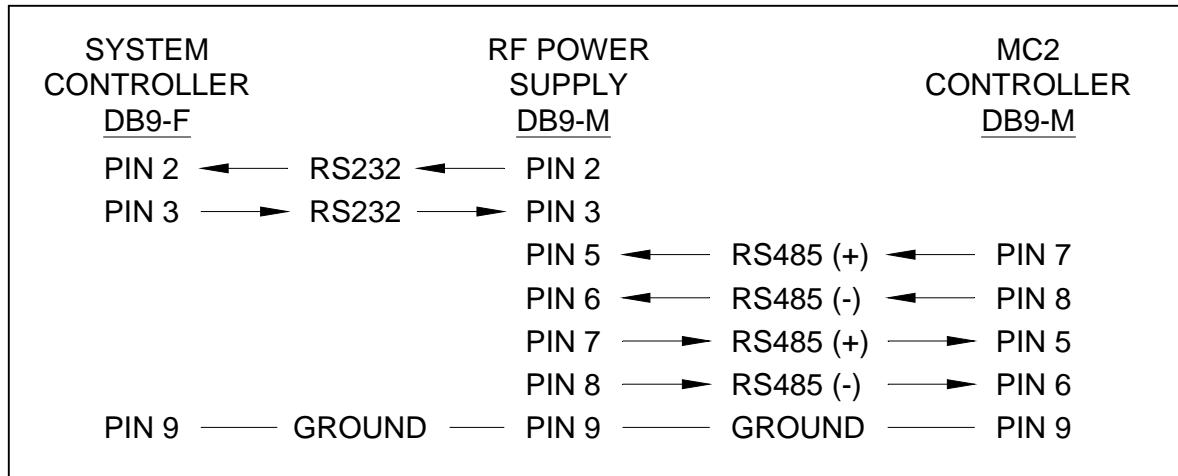 SYSTEM CONTROLLER DB9-F
RF POWER SUPPLY DB9-M
MC2 CONTROLLER DB9-M
PIN 2 RS232 PIN 2
PIN 3 RS232 PIN 3
PIN 5 RS485 (+) PIN 7
PIN 6 RS485 (-) PIN 8
PIN 7 RS485 (+) PIN 5
PIN 8 RS485 (-) PIN 6
PIN 9 GROUND PIN 9 GROUND PIN 9